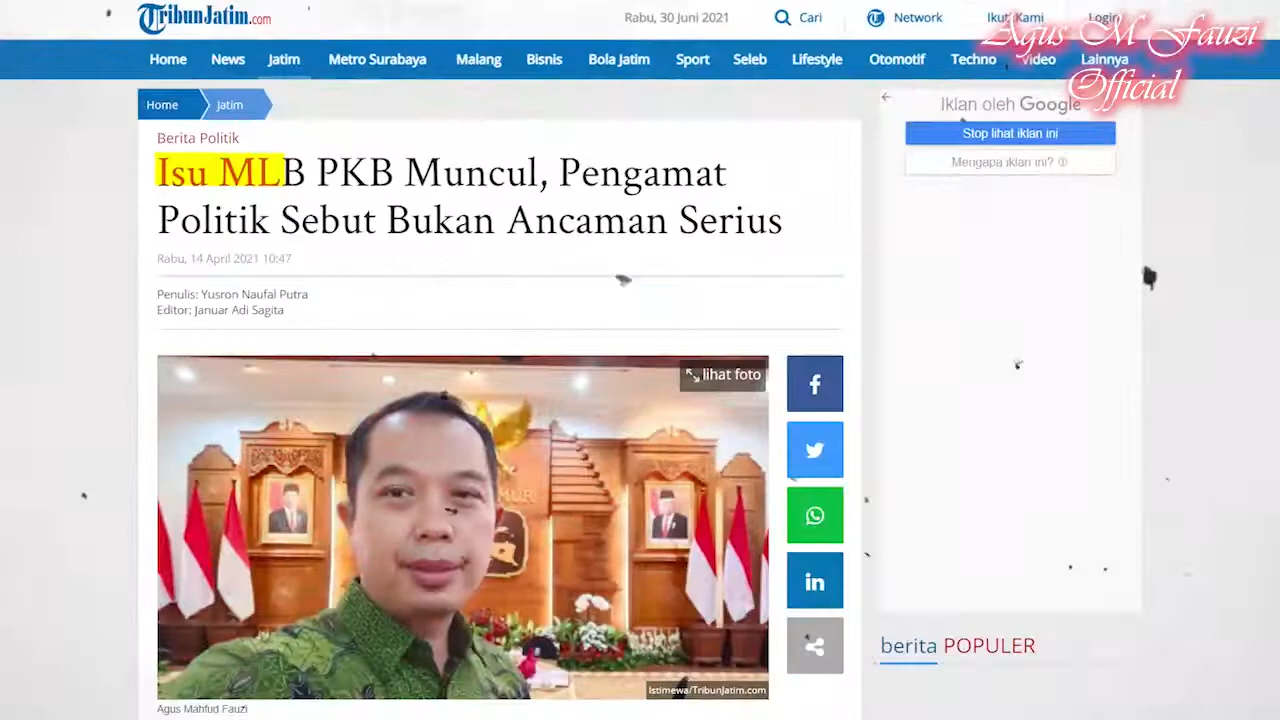 TribunJatim.com
Rabu, 30 Juni 2021
Cari
Network
Ikuti Kami
Login
Agus M Fauzi
Official
Home News Jatim Metro Surabaya Malang Bisnis Bola Jatim Sport Seleb Lifestyle Otomotif Techno Video Lainnya
Home Jatim
Iklan oleh Google
Stop lihat iklan ini
Mengapa iklan ini?
Berita Politik
Isu MLB PKB Muncul, Pengamat
Politik Sebut Bukan Ancaman Serius
Rabu, 14 April 2021 10:47
Penulis: Yusron Naufal Putra
Editor: Januar Adi Sagita
lihat foto
Istimewa/TribunJatim.com
Agus Mahfud Fauzi
berita POPULER